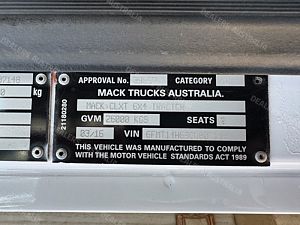 kg
21180280
APPROVAL No. CATEGORY
MACK TRUCKS AUSTRALIA.
MACK CLXT 6X4 TRACTOR
GVM 26000 KGS SEATS
03/16 VIN
THIS VEHICLE WAS MANUFACTURED TO COMPLY
WITH THE MOTOR VEHICLE STANDARDS ACT 1989